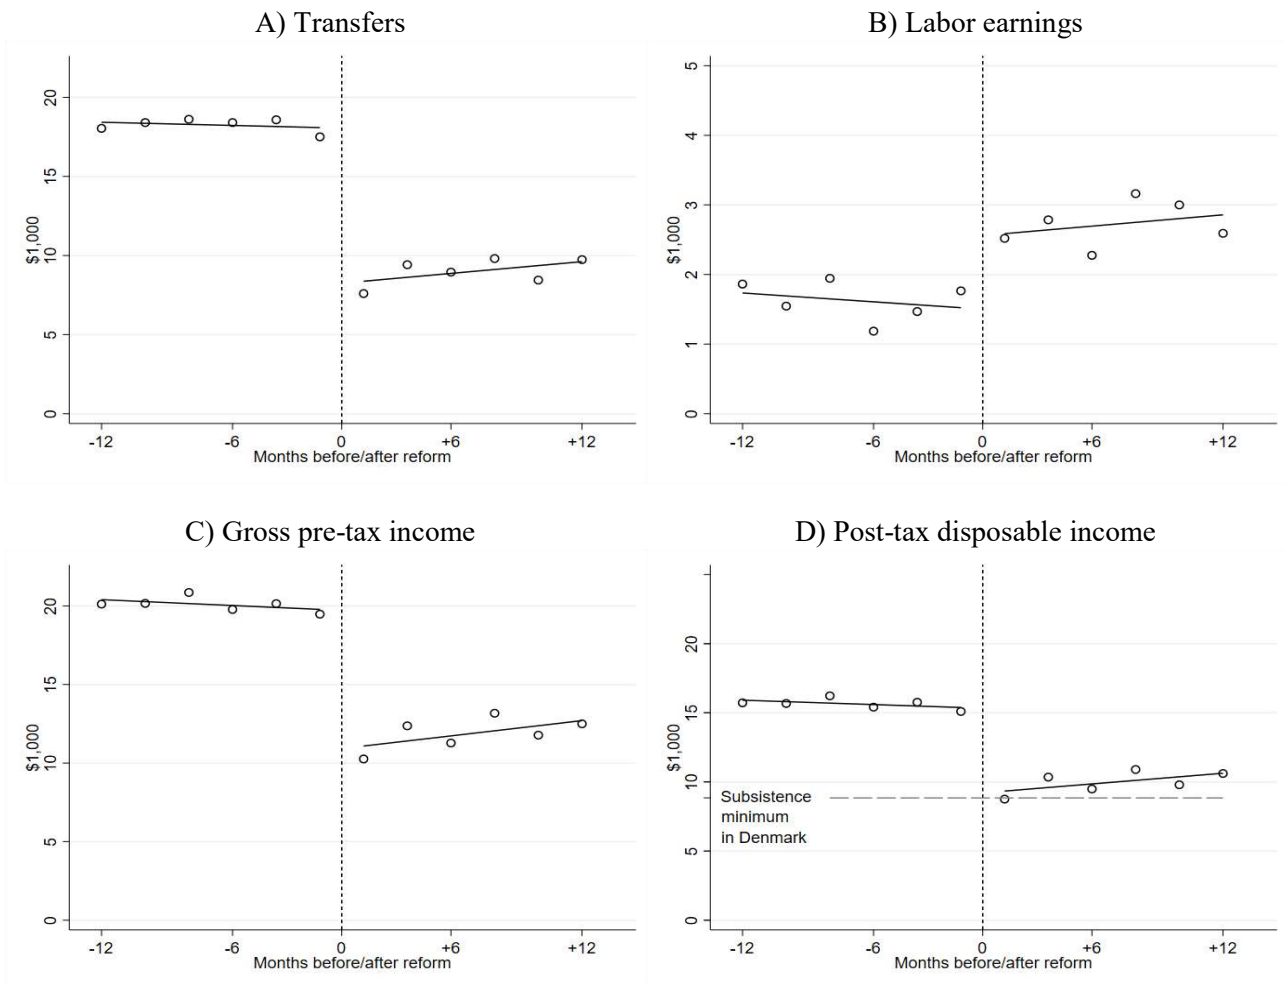 A) Transfers
$1,000
20
15
10
5
0
-12 -6 0 +6 +12
Months before/after reform
B) Labor earnings
$1,000
5
4
3
2
1
0
-12 -6 0 +6 +12
Months before/after reform
C) Gross pre-tax income
$1,000
20
15
10
5
0
-12 -6 0 +6 +12
Months before/after reform
D) Post-tax disposable income
$1,000
20
15
10
5
0
Subsistence
minimum
in Denmark
-12 -6 0 +6 +12
Months before/after reform